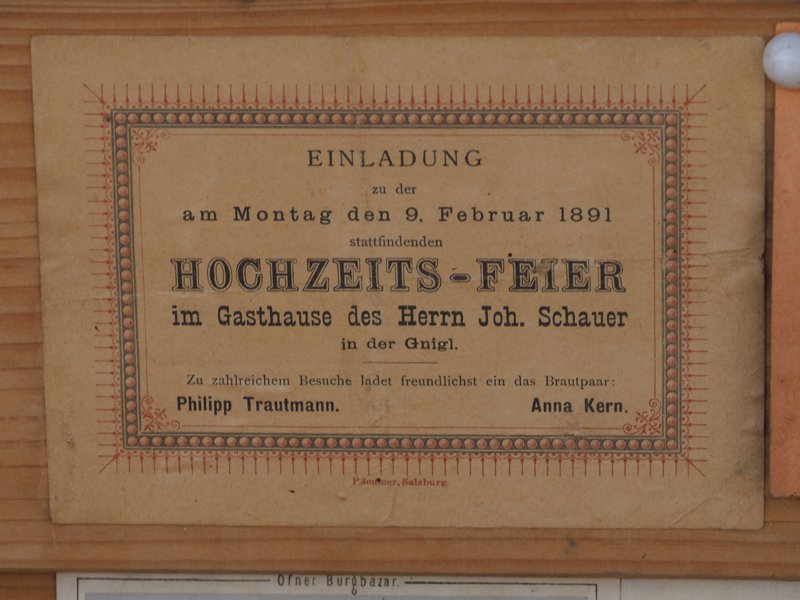 EINLADUNG
zu der
am Montag den 9. Februar 1891
stattfindenden
HOCHZEITS-FEIER
im Gasthause des Herrn Joh. Schauer
in der Gnigl.
Zu zahlreichem Besuche ladet freundlichst ein das Brautpaar:
Philipp Trautmann. Anna Kern.
Salzburg.
Ofner Burgbazar.